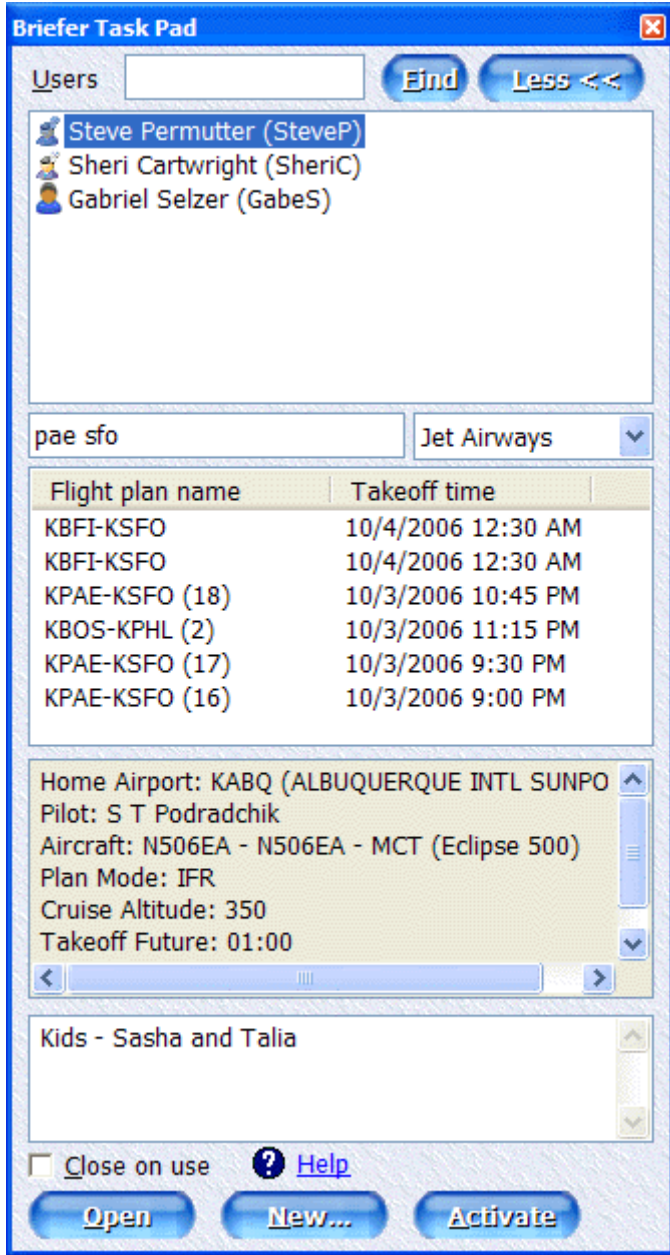 Briefer Task Pad
Users Find Less <<
Steve Permutter (SteveP)
Sheri Cartwright (SheriC)
Gabriel Selzer (GabeS)
pae sfo Jet Airways
Flight plan name Takeoff time
KBFI-KSFO 10/4/2006 12:30 AM
KBFI-KSFO 10/4/2006 12:30 AM
KPAE-KSFO (18) 10/3/2006 10:45 PM
KBOS-KPHL (2) 10/3/2006 11:15 PM
KPAE-KSFO (17) 10/3/2006 9:30 PM
KPAE-KSFO (16) 10/3/2006 9:00 PM
Home Airport: KABQ (ALBUQUERQUE INTL SUNPO
Pilot: S T Podradchik
Aircraft: N506EA - N506EA - MCT (Eclipse 500)
Plan Mode: IFR
Cruise Altitude: 350
Takeoff Future: 01:00
Kids - Sasha and Talia
Close on use ? Help
Open New... Activate